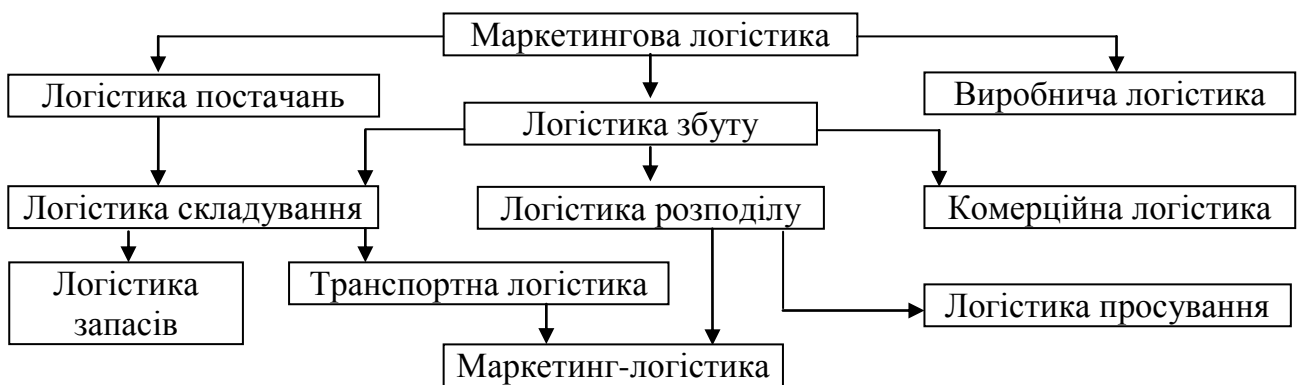 Маркетингова логістика
Логістика постачань
Виробнича логістика
Логістика збуту
Логістика складування
Логістика розподілу
Комерційна логістика
Логістика
запасів
Транспортна логістика
Логістика просування
Маркетинг-логістика